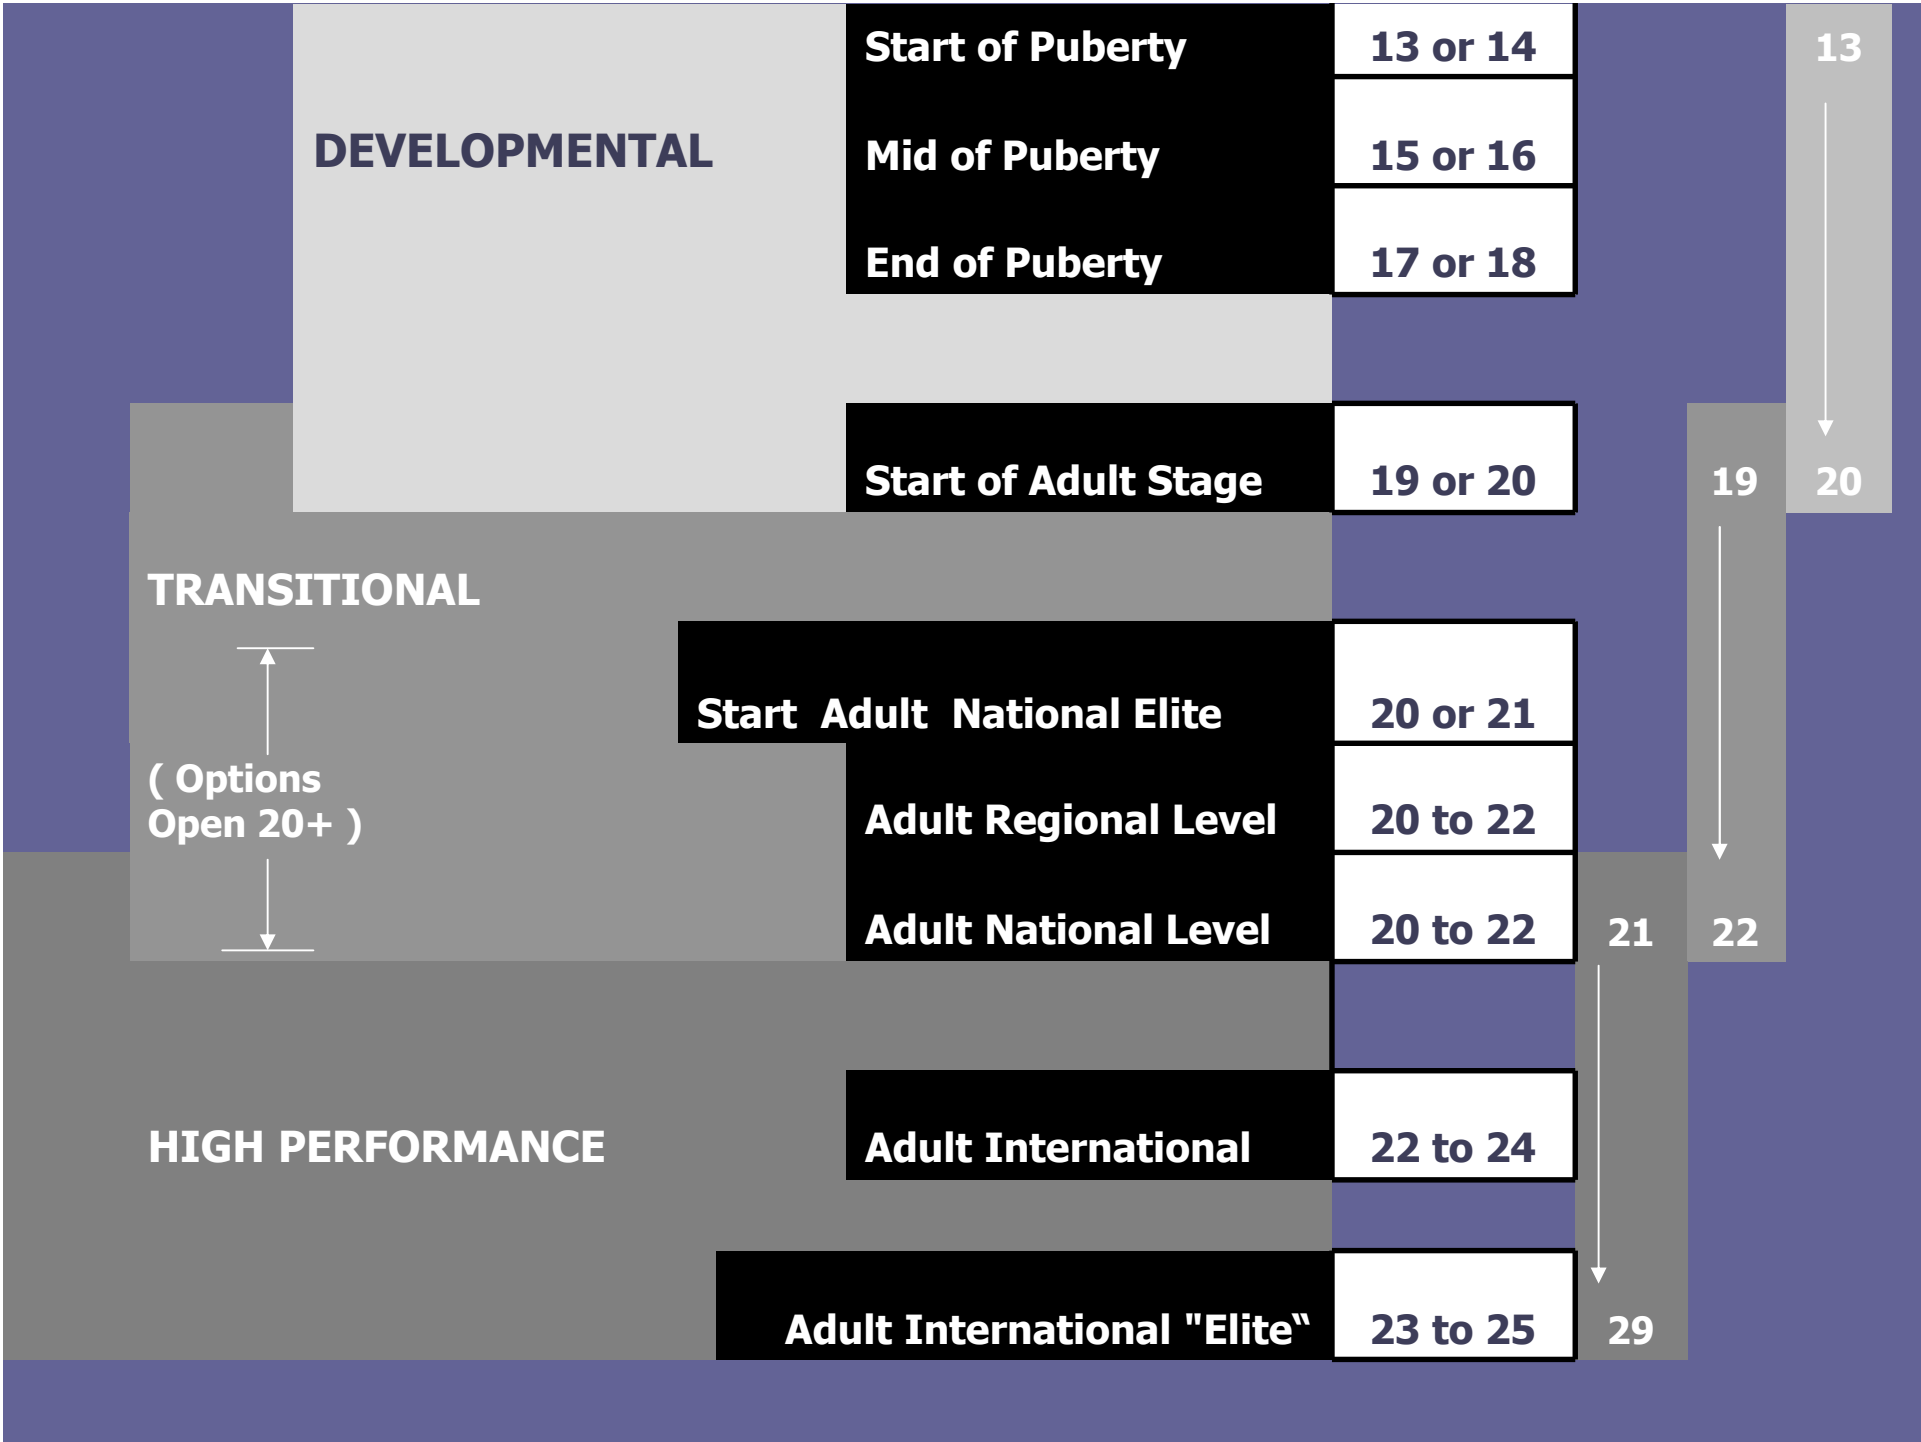 Start of Puberty 13 or 14 13
DEVELOPMENTAL Mid of Puberty 15 or 16
End of Puberty 17 or 18
Start of Adult Stage 19 or 20 19 20
TRANSITIONAL
Start  Adult  National Elite 20 or 21
( Options
Open 20+ )
Adult Regional Level 20 to 22
Adult National Level 20 to 22 21 22
HIGH PERFORMANCE Adult International 22 to 24
Adult International "Elite“ 23 to 25 29